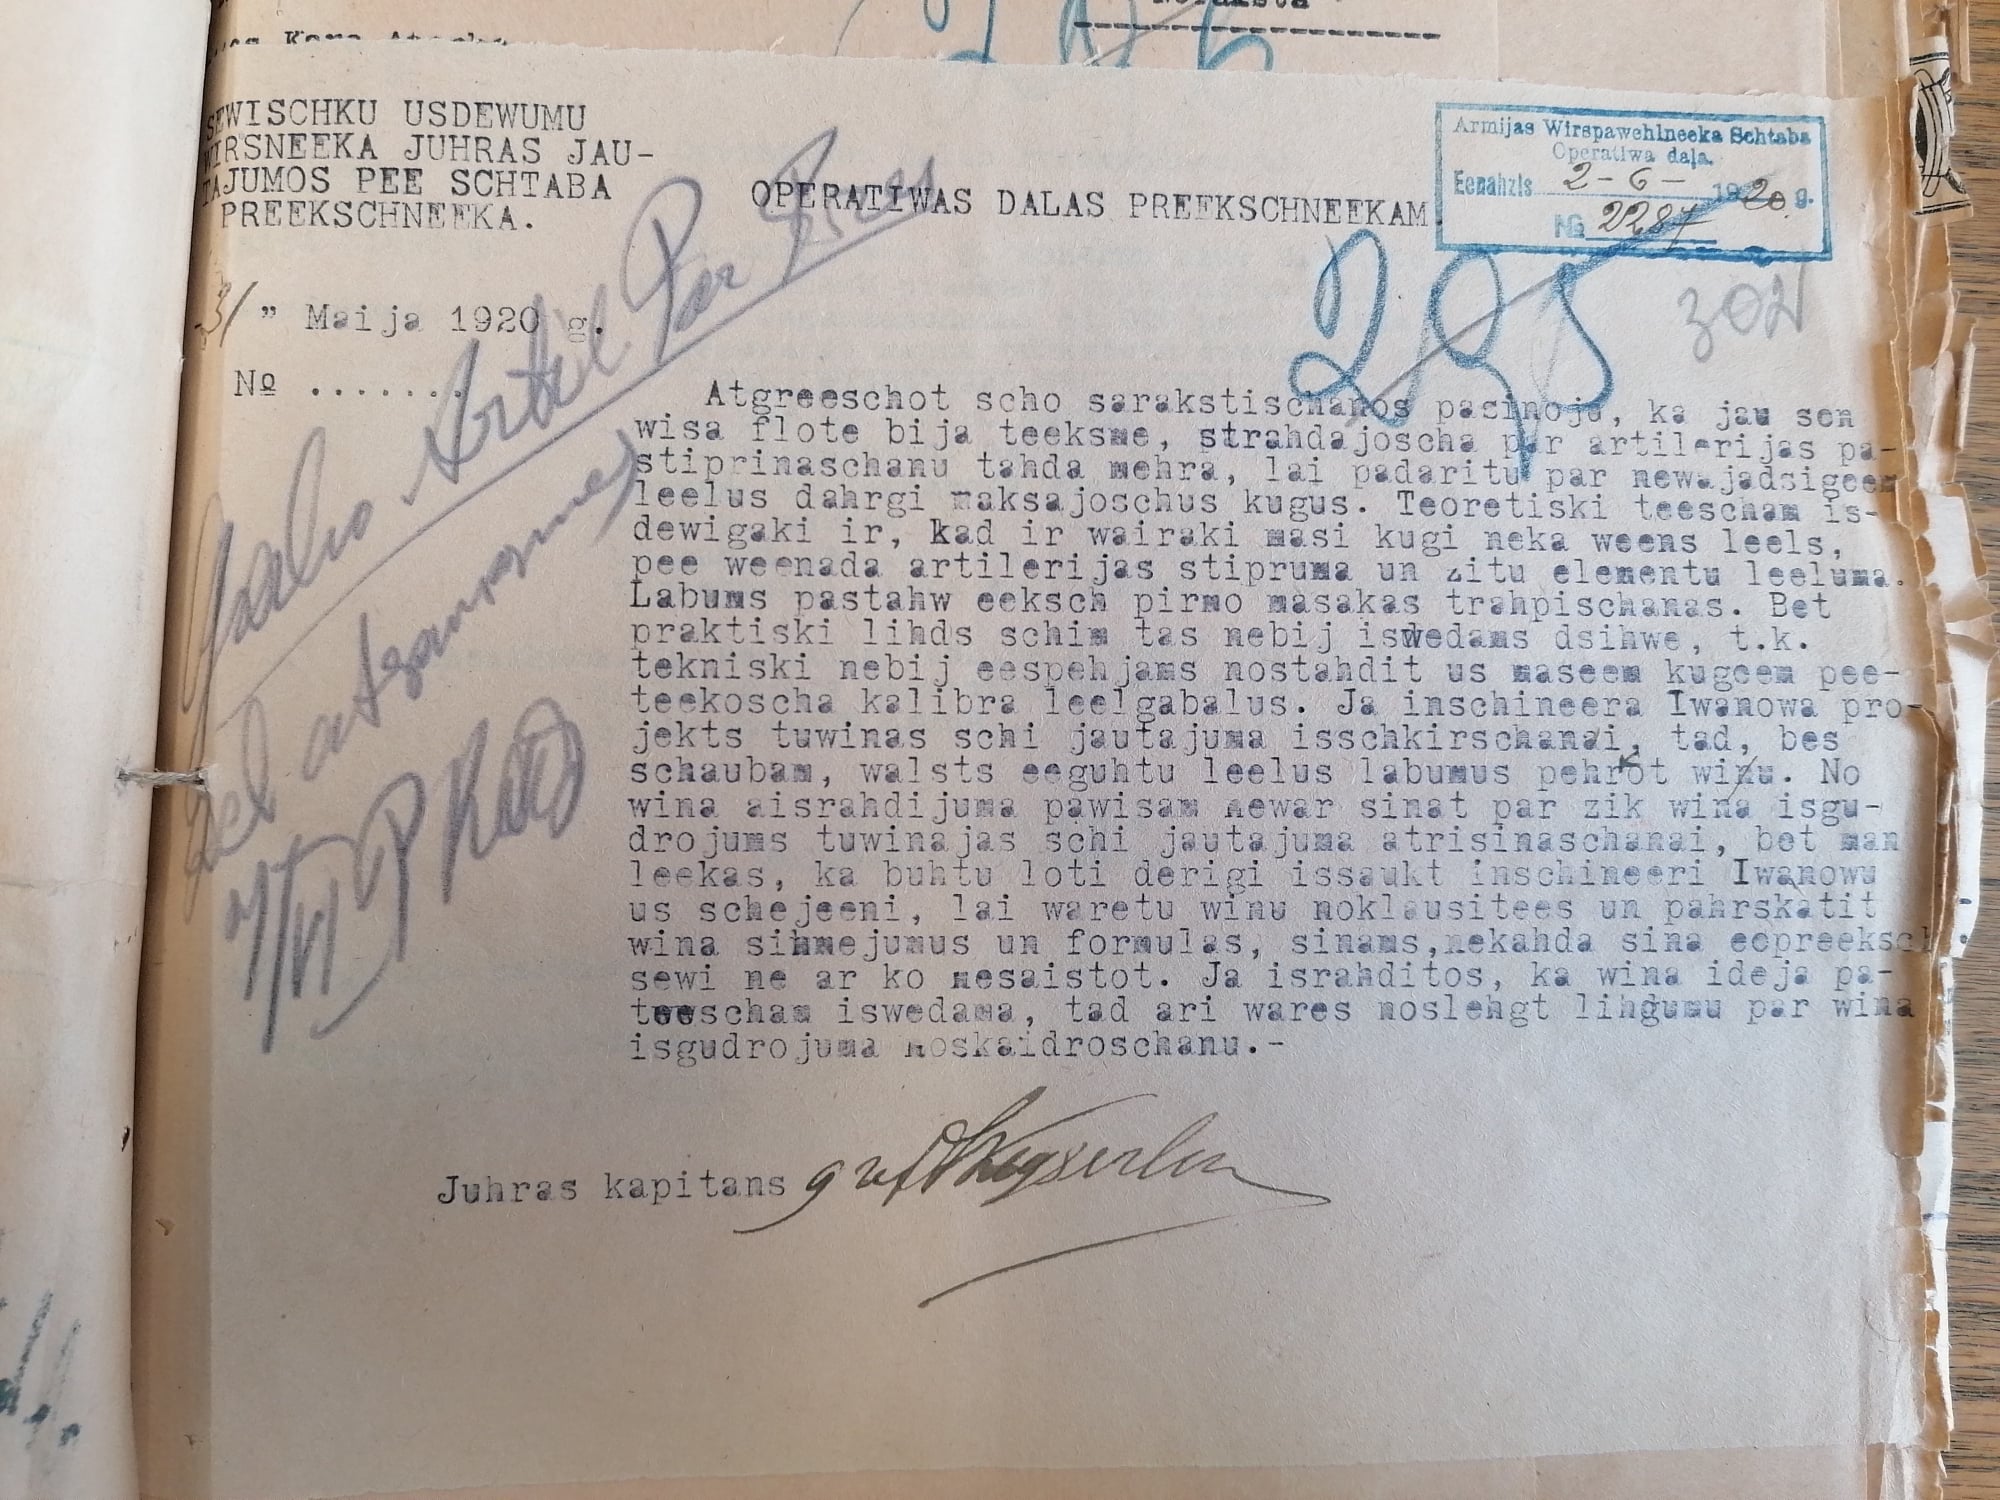 SEWISCHKU USDEWUMU
WIRSNEEKA JUHRAS JAU-
TAJUMOS PEE SCHTABA
PREEKSCHNEEKA.
OPERATIWAS DALAS PREEKSCHNEEKAM
Armijas Wirspawehlneeka Schtaba
Operatiwa daļa.
Eenahzis 2-6- 1920 g.
№ 2287
295
302
31 " Maija 1920 g.
№ .......
Atgreeschot scho sarakstischanos pasinoju, ka jau sen
wisa flote bija teeksme, strahdajoscha par artilerijas pa-
stiprinaschanu tahda mehra, lai padaritu par newajadsigeem
leelus dahrgi maksajoschus kugus. Teoretiski teescham is-
dewigaki ir, kad ir wairaki masi kugi neka weens leels,
pee weenada artilerijas stipruma un zitu elementu leeluma.
Labums pastahw eeksch pirmo masakas trahpischanas. Bet
praktiski lihds schim tas nebij iswedams dsihwe, t.k.
tekniski nebij eespehjams nostahdit us maseem kugeem pee-
teekoscha kalibra leelgabalus. Ja inschineera Iwanowa pro-
jekts tuwinas schi jautajuma isschkirschanai, tad, bes
schaubam, walsts eeguhtu leelus labumus pehrot winu. No
wina aisrahdijuma pawisam newar sinat par zik wina isgu-
drojums tuwinajas schi jautajuma atrisinaschanai, bet man
leekas, ka buhtu loti derigi issaukt inschineeri Iwanowu
us schejeeni, lai waretu winu noklausitees un pahrskatit
wina sihmejumus un formulas, sinams,nekahda sina eepreeksch.
sewi ne ar ko nesaistot. Ja israhditos, ka wina ideja pa-
teescham iswedama, tad ari wares noslehgt lihgumu par wina
isgudrojuma noskaidroschanu.-
Juhras kapitans graf Keyserlin